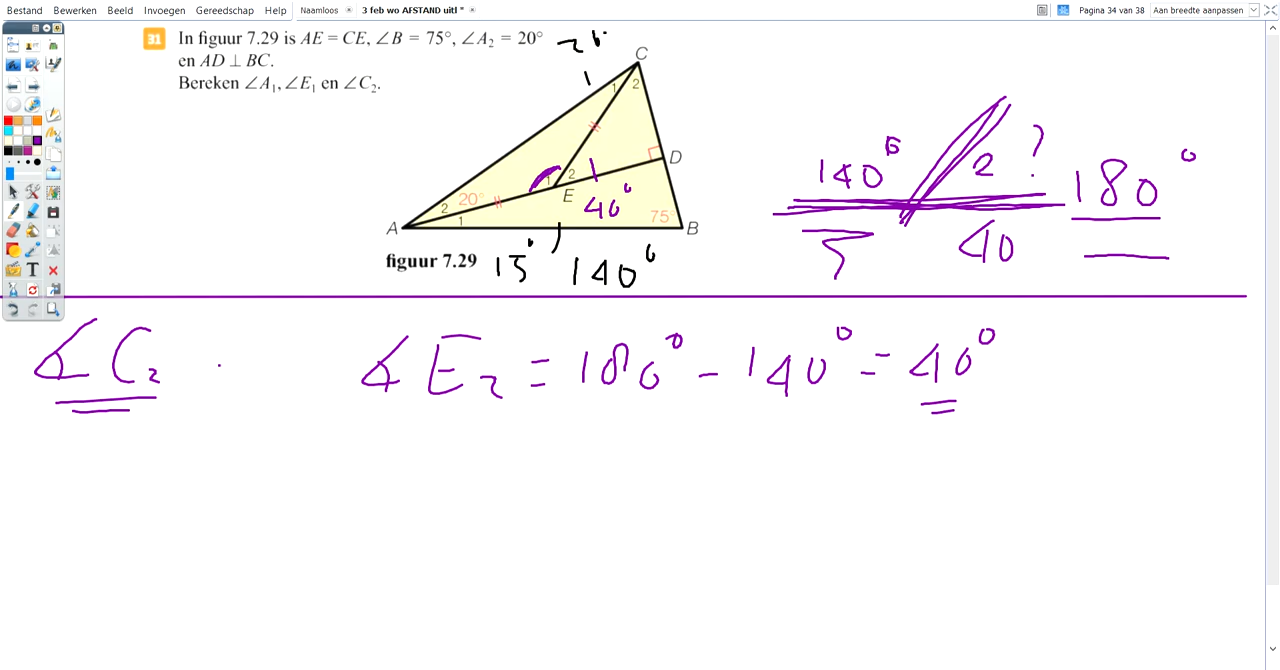 Bestand Bewerken Beeld Invoegen Gereedschap Help Naamloos 3 feb wo AFSTAND uitl * Pagina 34 van 38 Aan breedte aanpassen
31 In figuur 7.29 is AE = CE, ∠B = 75°, ∠A₂ = 20°
en AD ⊥ BC.
Bereken ∠A₁, ∠E₁ en ∠C₂.
C
1 2
D
1 2
E
40°
20°
2
1
A
75°
B
figuur 7.29
15° 140°
140° 2 ? 180°
40
∡ C₂
∡ E₂ = 180° - 140° = 40°